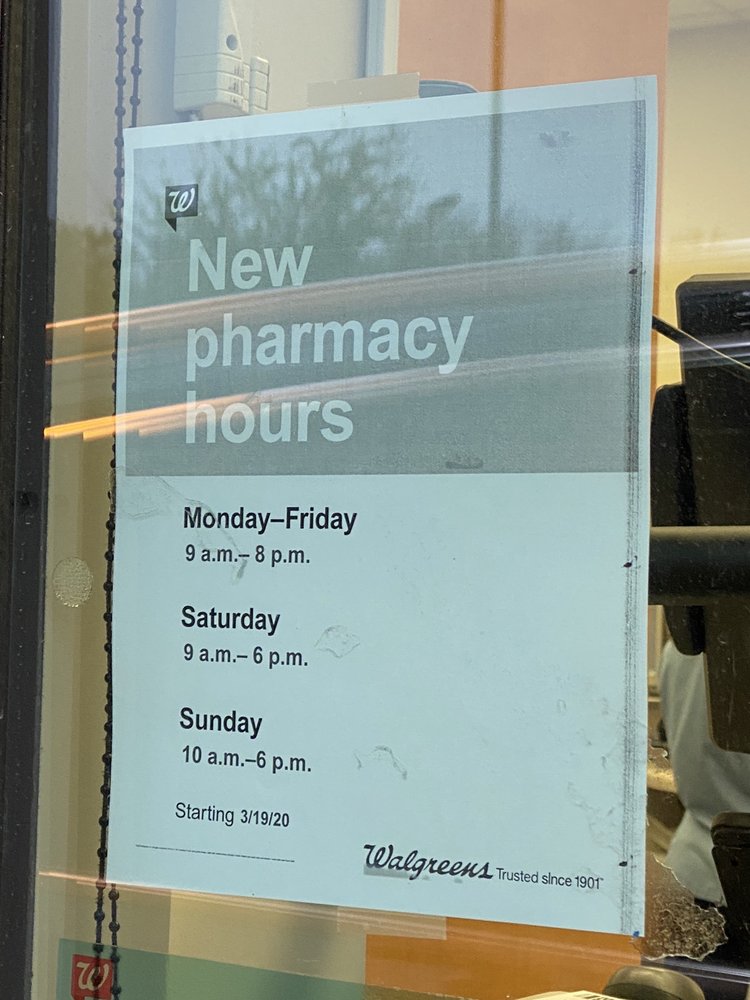 W
New
pharmacy
hours
Monday–Friday
9 a.m.– 8 p.m.
Saturday
9 a.m.– 6 p.m.
Sunday
10 a.m.–6 p.m.
Starting 3/19/20
Walgreens Trusted since 1901™
W